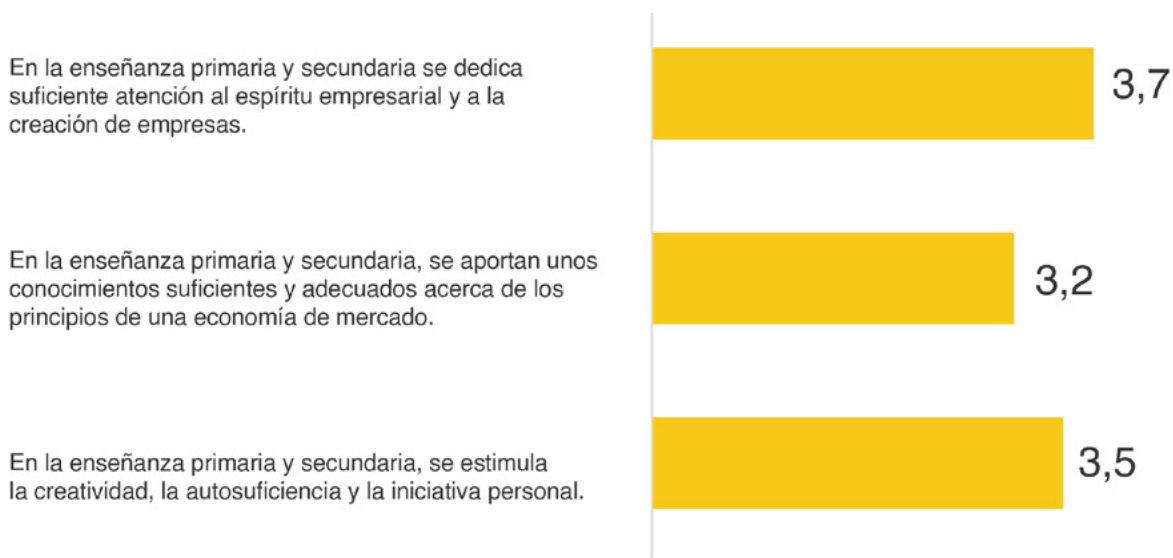 En la enseñanza primaria y secundaria se dedica
suficiente atención al espíritu empresarial y a la
creación de empresas.
3,7
En la enseñanza primaria y secundaria, se aportan unos
conocimientos suficientes y adecuados acerca de los
principios de una economía de mercado.
3,2
En la enseñanza primaria y secundaria, se estimula
la creatividad, la autosuficiencia y la iniciativa personal.
3,5